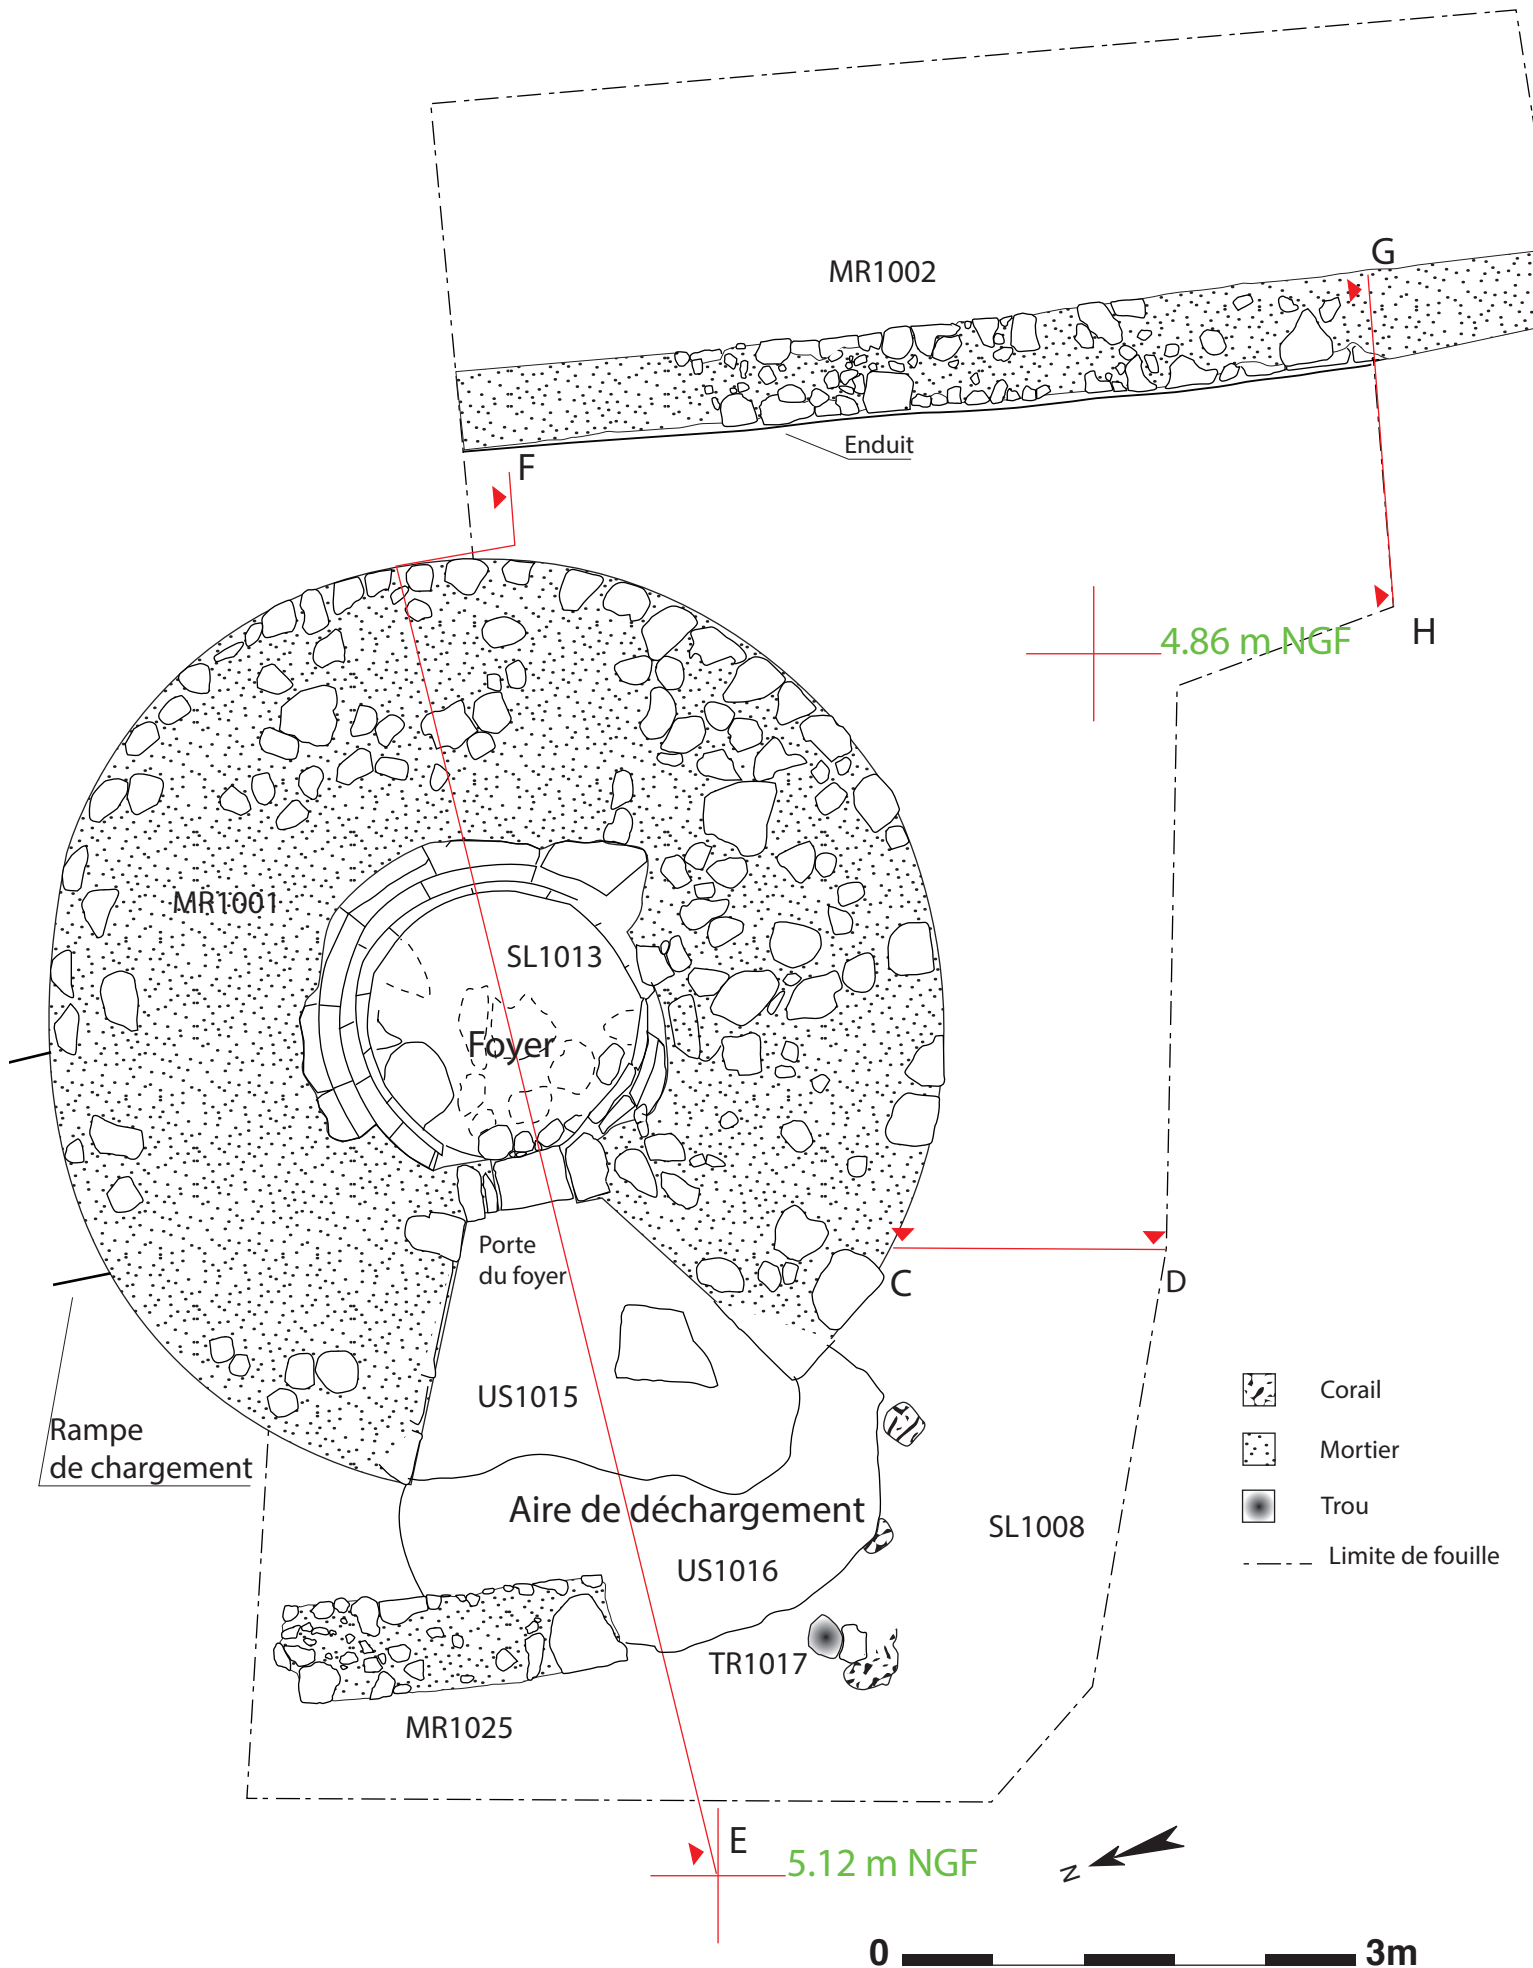 G
MR1002
Enduit
F
H
4.86 m NGF
MR1001
SL1013
Foyer
Porte
du foyer
C
D
US1015
Corail
Rampe
de chargement
Mortier
Aire de déchargement
Trou
SL1008
Limite de fouille
US1016
TR1017
MR1025
E
5.12 m NGF
N
0
3m